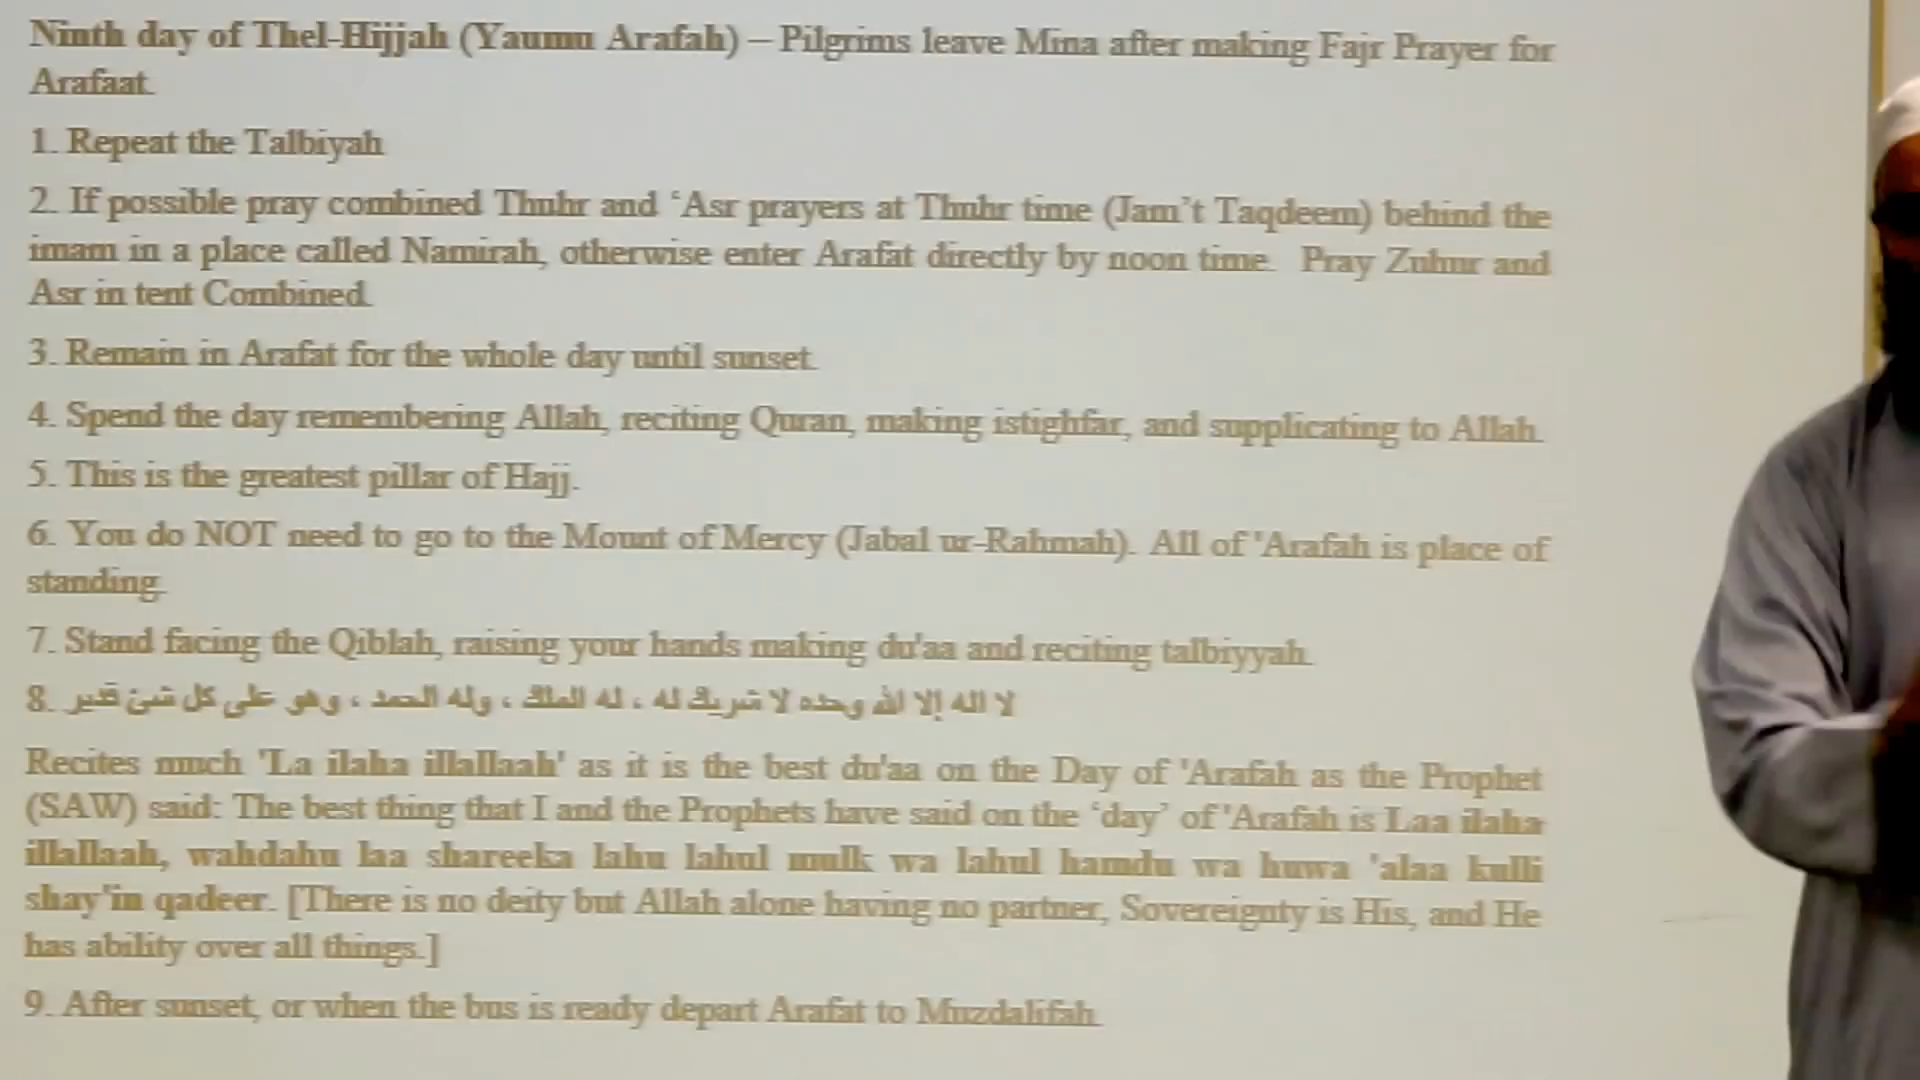 Ninth day of Thel-Hijjah (Yaumu Arafah) – Pilgrims leave Mina after making Fajr Prayer for
Arafaat.
1. Repeat the Talbiyah
2. If possible pray combined Thuhr and ‘Asr prayers at Thuhr time (Jam’t Taqdeem) behind the
imam in a place called Namirah, otherwise enter Arafat directly by noon time. Pray Zuhur and
Asr in tent Combined.
3. Remain in Arafat for the whole day until sunset.
4. Spend the day remembering Allah, reciting Quran, making istighfar, and supplicating to Allah.
5. This is the greatest pillar of Hajj.
6. You do NOT need to go to the Mount of Mercy (Jabal ur-Rahmah). All of 'Arafah is place of
standing.
7. Stand facing the Qiblah, raising your hands making du'aa and reciting talbiyyah.
8. لا اله إلا الله وحده لا شريك له ، له الملك ، وله الحمد ، وهو على كل شئ قدير
Recites much 'La ilaha illallaah' as it is the best du'aa on the Day of 'Arafah as the Prophet
(SAW) said: The best thing that I and the Prophets have said on the ‘day’ of 'Arafah is Laa ilaha
illallaah, wahdahu laa shareeka lahu lahul mulk wa lahul hamdu wa huwa 'alaa kulli
shay'in qadeer. [There is no deity but Allah alone having no partner, Sovereignty is His, and He
has ability over all things.]
9. After sunset, or when the bus is ready depart Arafat to Muzdalifah.